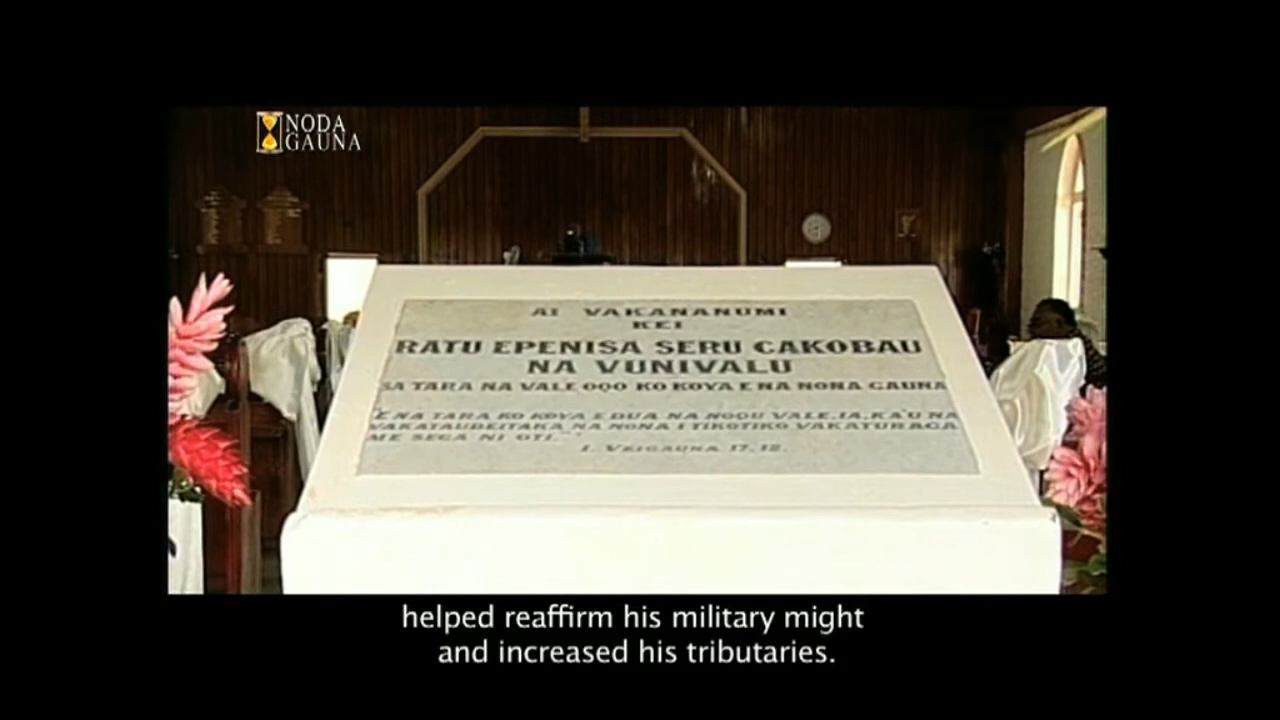 NODA
GAUNA
AI VAKANANUMI
KEI
RATU EPENISA SERU CAKOBAU
NA VUNIVALU
SA TARA NA VALE OQO KO KOYA E NA NONA GAUNA
"E NA TARA KO KOYA E DUA NA NOQU VALE, IA, KA'U NA
VAKATAUDEITAKA NA NONA I TIKOTIKO VAKATURAGA
ME SEGA NI OTI."
I. VEIGAUNA 17, 12.
helped reaffirm his military might
and increased his tributaries.